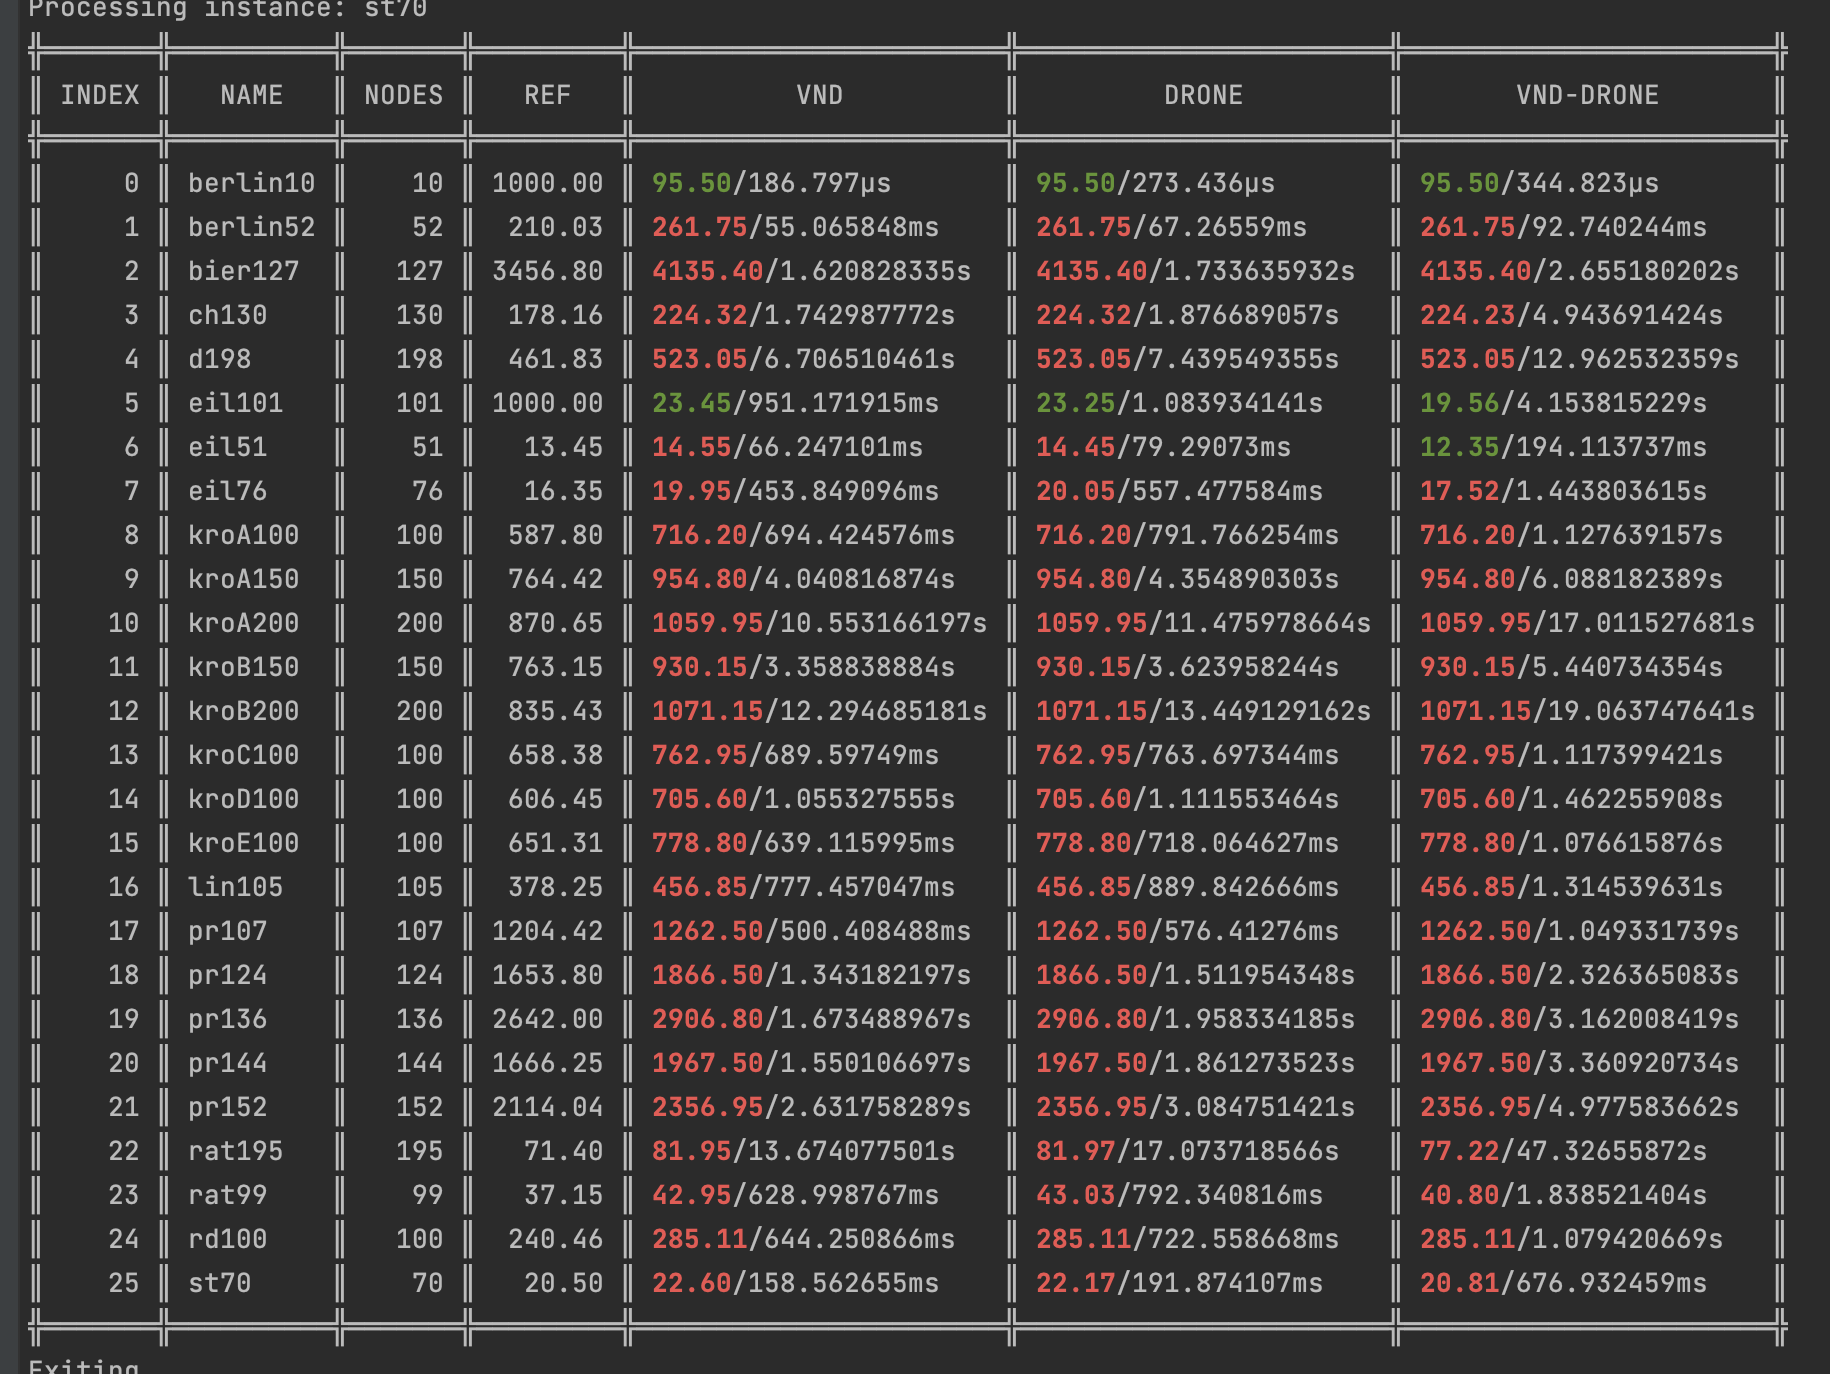 Processing instance: st70
INDEX NAME NODES REF VND DRONE VND-DRONE
0 berlin10 10 1000.00 95.50/186.797µs 95.50/273.436µs 95.50/344.823µs
1 berlin52 52 210.03 261.75/55.065848ms 261.75/67.26559ms 261.75/92.740244ms
2 bier127 127 3456.80 4135.40/1.620828335s 4135.40/1.733635932s 4135.40/2.655180202s
3 ch130 130 178.16 224.32/1.742987772s 224.32/1.876689057s 224.23/4.943691424s
4 d198 198 461.83 523.05/6.706510461s 523.05/7.439549355s 523.05/12.962532359s
5 eil101 101 1000.00 23.45/951.171915ms 23.25/1.083934141s 19.56/4.153815229s
6 eil51 51 13.45 14.55/66.247101ms 14.45/79.29073ms 12.35/194.113737ms
7 eil76 76 16.35 19.95/453.849096ms 20.05/557.477584ms 17.52/1.443803615s
8 kroA100 100 587.80 716.20/694.424576ms 716.20/791.766254ms 716.20/1.127639157s
9 kroA150 150 764.42 954.80/4.040816874s 954.80/4.354890303s 954.80/6.088182389s
10 kroA200 200 870.65 1059.95/10.553166197s 1059.95/11.475978664s 1059.95/17.011527681s
11 kroB150 150 763.15 930.15/3.358838884s 930.15/3.623958244s 930.15/5.440734354s
12 kroB200 200 835.43 1071.15/12.294685181s 1071.15/13.449129162s 1071.15/19.063747641s
13 kroC100 100 658.38 762.95/689.59749ms 762.95/763.697344ms 762.95/1.117399421s
14 kroD100 100 606.45 705.60/1.055327555s 705.60/1.111553464s 705.60/1.462255908s
15 kroE100 100 651.31 778.80/639.115995ms 778.80/718.064627ms 778.80/1.076615876s
16 lin105 105 378.25 456.85/777.457047ms 456.85/889.842666ms 456.85/1.314539631s
17 pr107 107 1204.42 1262.50/500.408488ms 1262.50/576.41276ms 1262.50/1.049331739s
18 pr124 124 1653.80 1866.50/1.343182197s 1866.50/1.511954348s 1866.50/2.326365083s
19 pr136 136 2642.00 2906.80/1.673488967s 2906.80/1.958334185s 2906.80/3.162008419s
20 pr144 144 1666.25 1967.50/1.550106697s 1967.50/1.861273523s 1967.50/3.360920734s
21 pr152 152 2114.04 2356.95/2.631758289s 2356.95/3.084751421s 2356.95/4.977583662s
22 rat195 195 71.40 81.95/13.674077501s 81.97/17.073718566s 77.22/47.32655872s
23 rat99 99 37.15 42.95/628.998767ms 43.03/792.340816ms 40.80/1.838521404s
24 rd100 100 240.46 285.11/644.250866ms 285.11/722.558668ms 285.11/1.079420669s
25 st70 70 20.50 22.60/158.562655ms 22.17/191.874107ms 20.81/676.932459ms
Exiting